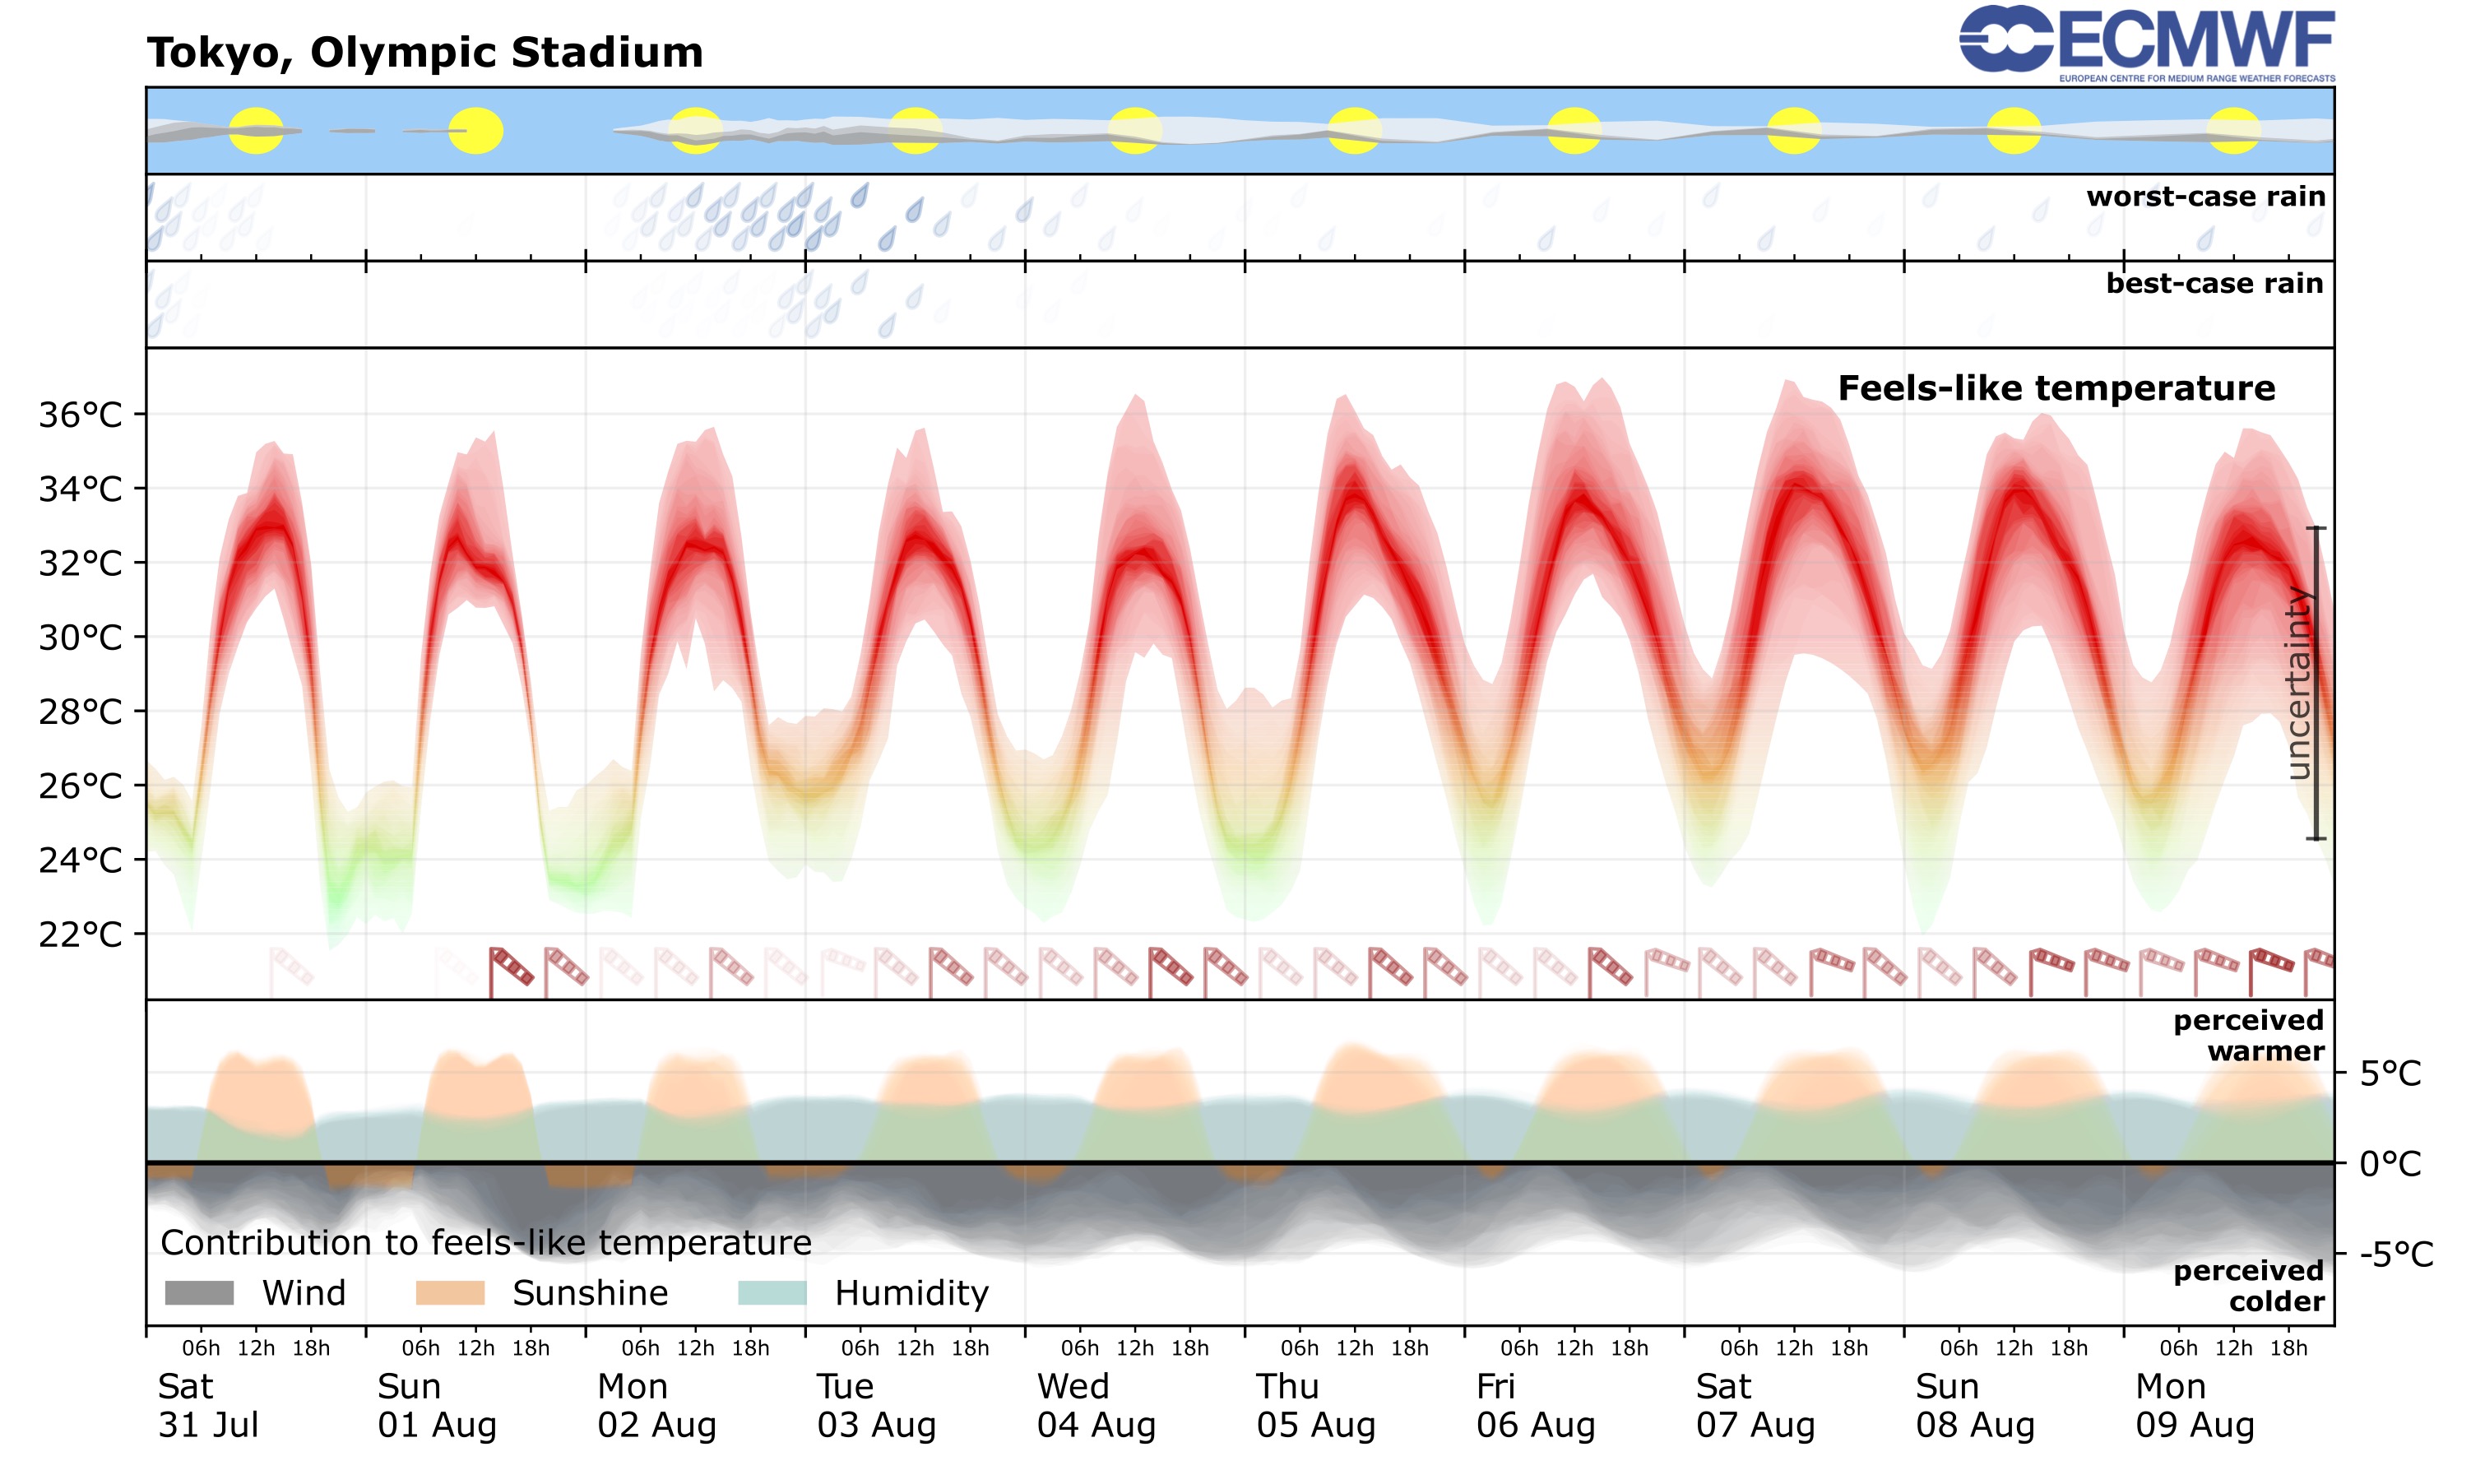 Tokyo, Olympic Stadium
ECMWF
EUROPEAN CENTRE FOR MEDIUM RANGE WEATHER FORECASTS
worst-case rain
best-case rain
Feels-like temperature
36°C
34°C
32°C
30°C
28°C
26°C
24°C
22°C
uncertainty
perceived
warmer
5°C
0°C
-5°C
Contribution to feels-like temperature
Wind Sunshine Humidity
perceived
colder
06h 12h 18h 06h 12h 18h 06h 12h 18h 06h 12h 18h 06h 12h 18h 06h 12h 18h 06h 12h 18h 06h 12h 18h 06h 12h 18h 06h 12h 18h
Sat Sun Mon Tue Wed Thu Fri Sat Sun Mon
31 Jul 01 Aug 02 Aug 03 Aug 04 Aug 05 Aug 06 Aug 07 Aug 08 Aug 09 Aug